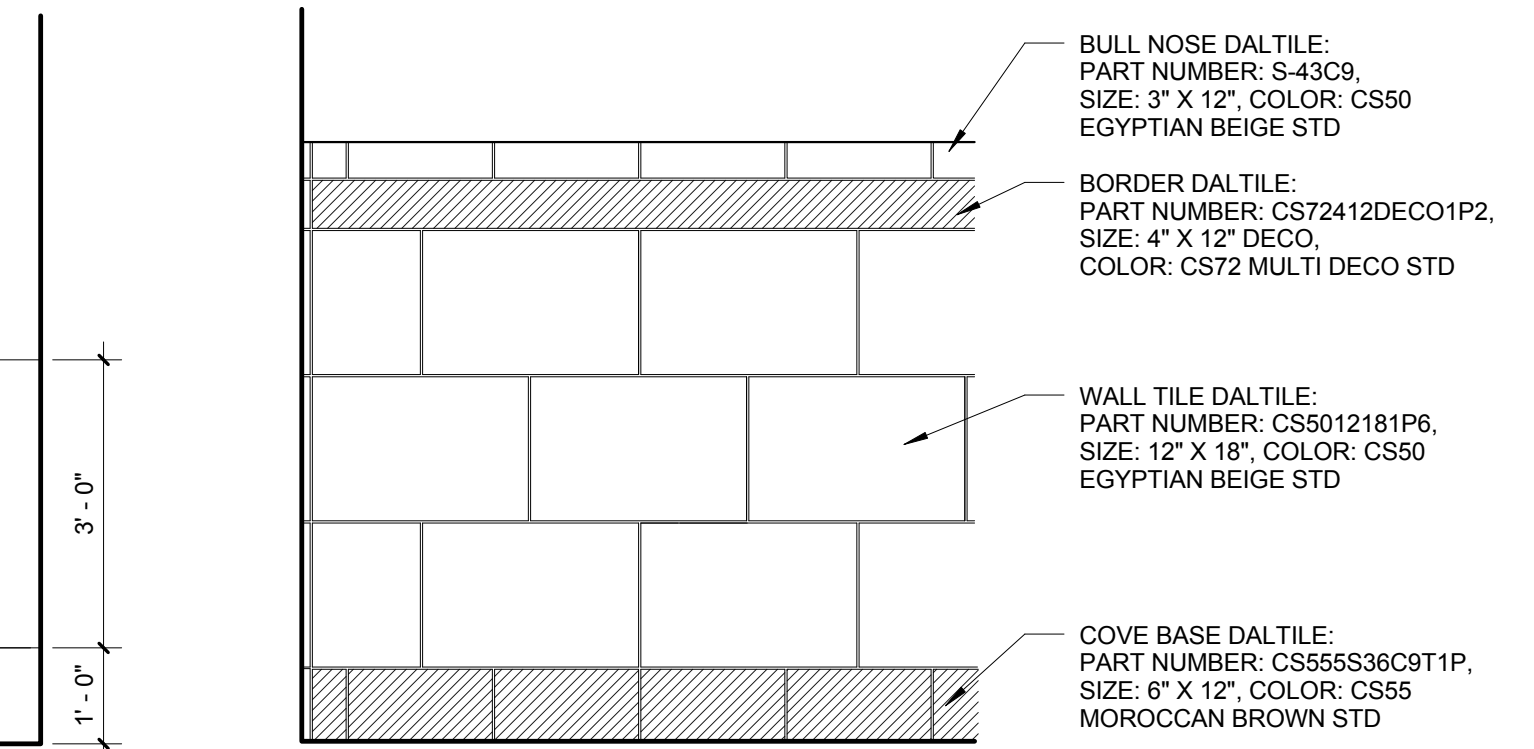 BULL NOSE DALTILE:
PART NUMBER: S-43C9,
SIZE: 3" X 12", COLOR: CS50
EGYPTIAN BEIGE STD
BORDER DALTILE:
PART NUMBER: CS72412DECO1P2,
SIZE: 4" X 12" DECO,
COLOR: CS72 MULTI DECO STD
WALL TILE DALTILE:
PART NUMBER: CS5012181P6,
SIZE: 12" X 18", COLOR: CS50
EGYPTIAN BEIGE STD
3' - 0"
COVE BASE DALTILE:
PART NUMBER: CS555S36C9T1P,
SIZE: 6" X 12", COLOR: CS55
MOROCCAN BROWN STD
1' - 0"